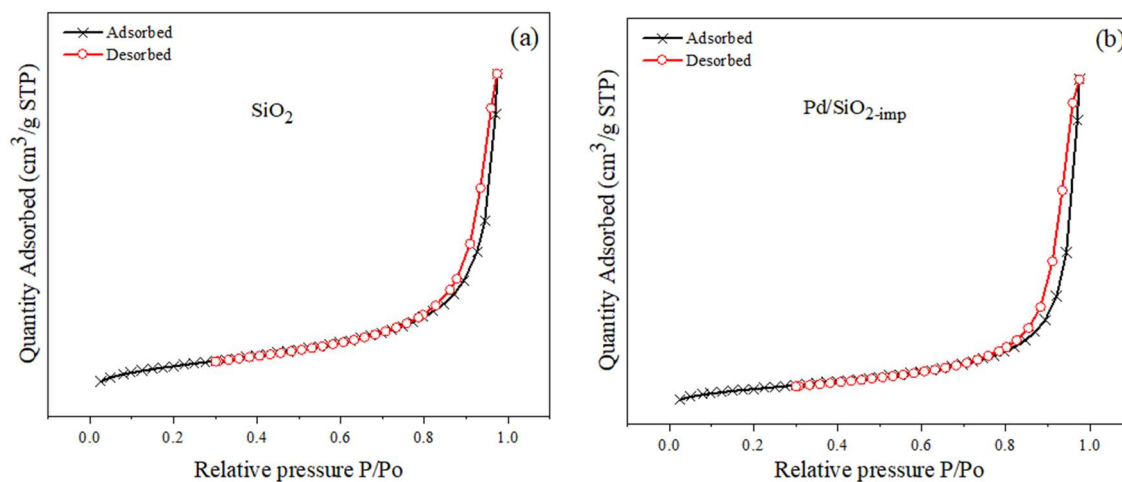 (a)
Adsorbed
Desorbed
SiO2
Quantity Adsorbed (cm3/g STP)
0.0 0.2 0.4 0.6 0.8 1.0
Relative pressure P/Po
(b)
Adsorbed
Desorbed
Pd/SiO2-imp
Quantity Adsorbed (cm3/g STP)
0.0 0.2 0.4 0.6 0.8 1.0
Relative pressure P/Po